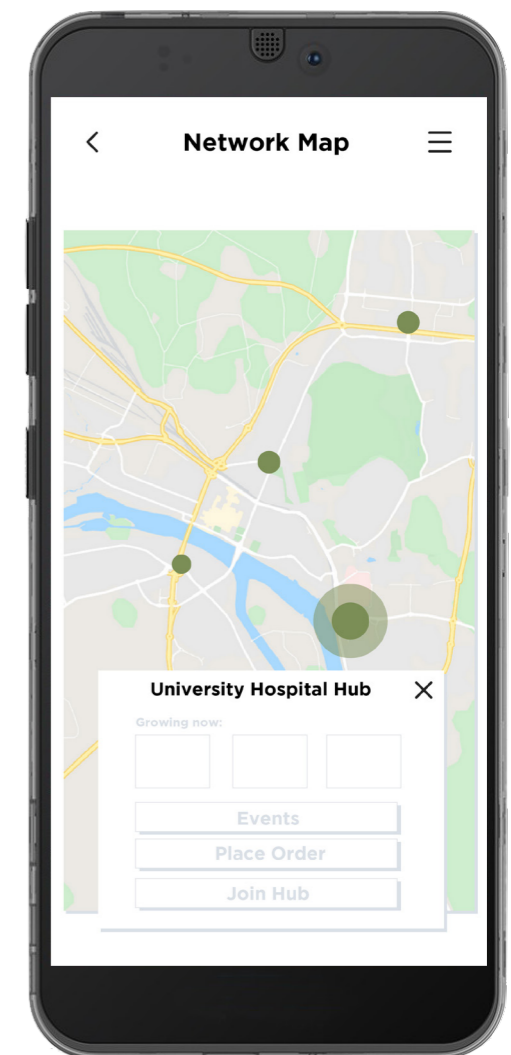 Network Map
University Hospital Hub
Growing now:
Events
Place Order
Join Hub